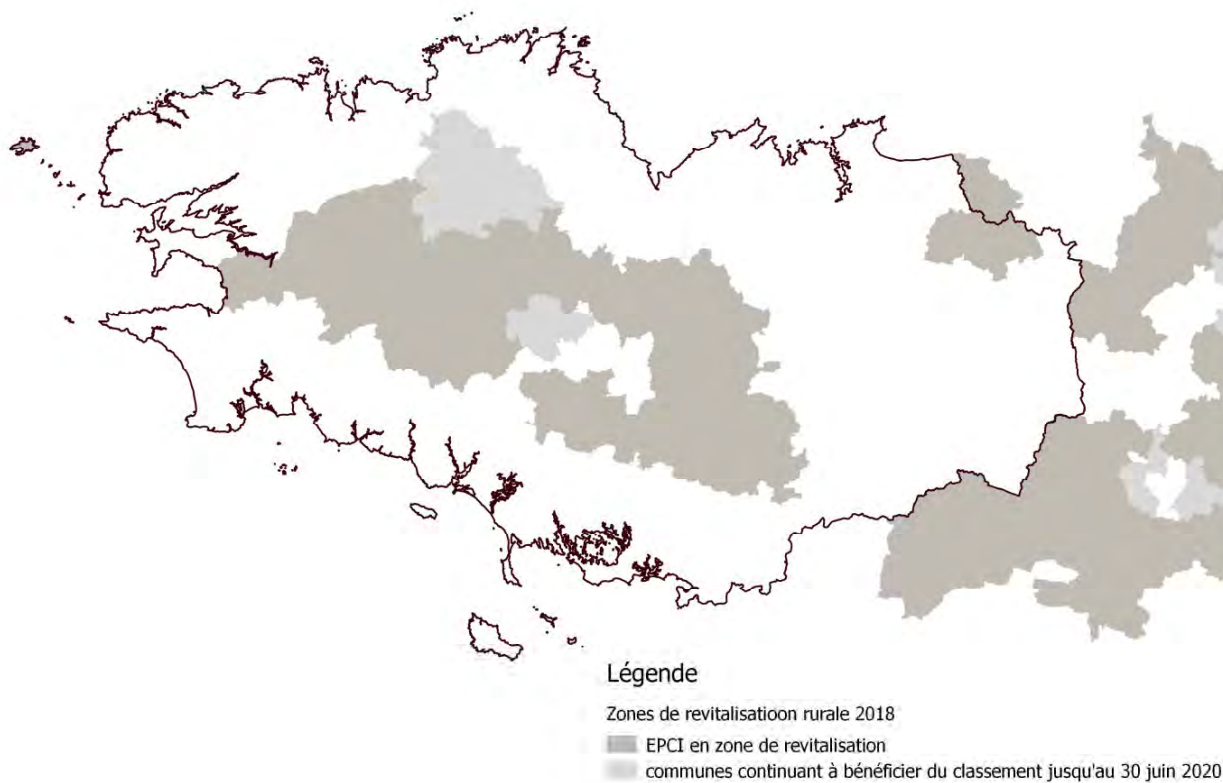 Légende
Zones de revitalisatioon rurale 2018
EPCI en zone de revitalisation
communes continuant à bénéficier du classement jusqu'au 30 juin 2020